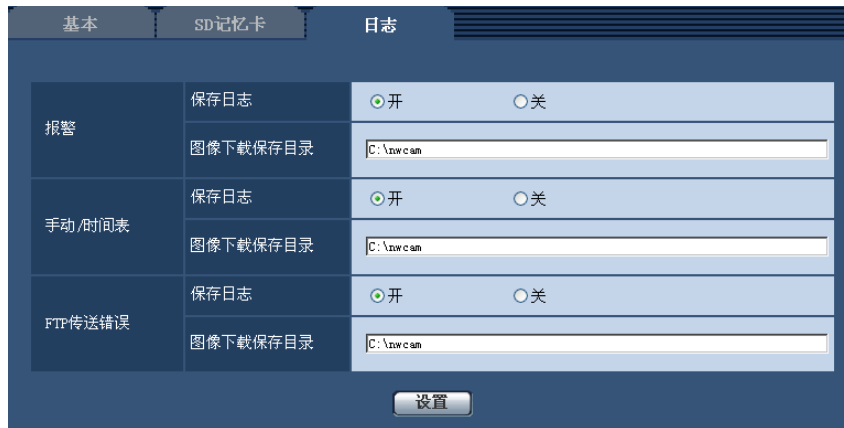 基本 SD记忆卡 日志
报警
保存日志 开 关
图像下载保存目录 C:\nwcam
手动/时间表
保存日志 开 关
图像下载保存目录 C:\nwcam
FTP传送错误
保存日志 开 关
图像下载保存目录 C:\nwcam
设置